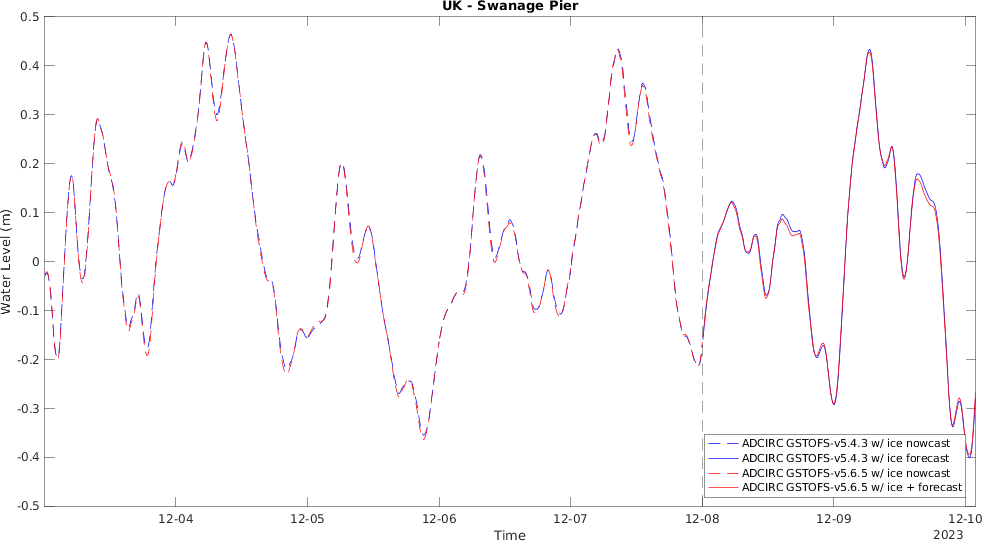 UK - Swanage Pier
0.5
0.4
0.3
0.2
0.1
0
-0.1
-0.2
-0.3
-0.4
-0.5
Water Level (m)
ADCIRC GSTOFS-v5.4.3 w/ ice nowcast
ADCIRC GSTOFS-v5.4.3 w/ ice forecast
ADCIRC GSTOFS-v5.6.5 w/ ice nowcast
ADCIRC GSTOFS-v5.6.5 w/ ice + forecast
12-04 12-05 12-06 12-07 12-08 12-09 12-10
Time
2023